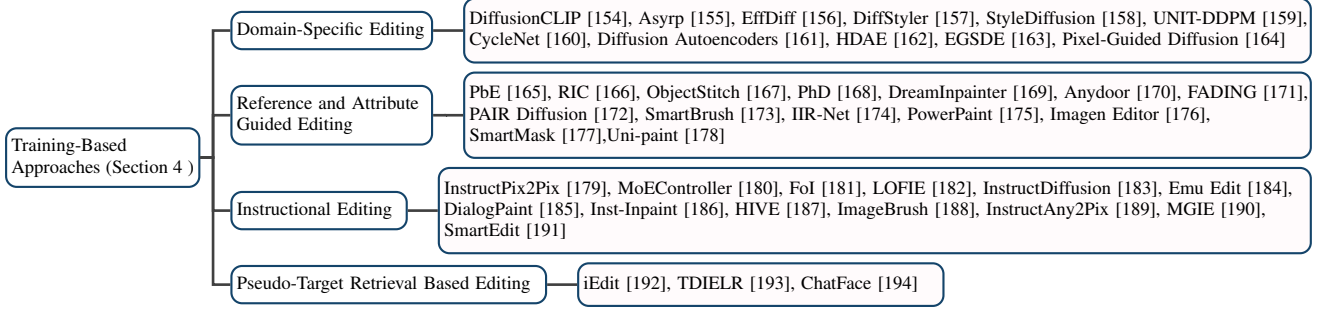 Training-Based
Approaches (Section 4 )
Domain-Specific Editing
DiffusionCLIP [154], Asyrp [155], EffDiff [156], DiffStyler [157], StyleDiffusion [158], UNIT-DDPM [159],
CycleNet [160], Diffusion Autoencoders [161], HDAE [162], EGSDE [163], Pixel-Guided Diffusion [164]
Reference and Attribute
Guided Editing
PbE [165], RIC [166], ObjectStitch [167], PhD [168], DreamInpainter [169], Anydoor [170], FADING [171],
PAIR Diffusion [172], SmartBrush [173], IIR-Net [174], PowerPaint [175], Imagen Editor [176],
SmartMask [177],Uni-paint [178]
Instructional Editing
InstructPix2Pix [179], MoEController [180], FoI [181], LOFIE [182], InstructDiffusion [183], Emu Edit [184],
DialogPaint [185], Inst-Inpaint [186], HIVE [187], ImageBrush [188], InstructAny2Pix [189], MGIE [190],
SmartEdit [191]
Pseudo-Target Retrieval Based Editing
iEdit [192], TDIELR [193], ChatFace [194]